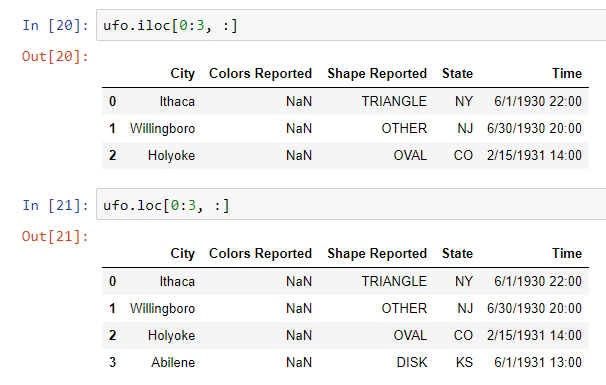 In [20]: ufo.iloc[0:3, :]
Out[20]:
City Colors Reported Shape Reported State Time
0 Ithaca NaN TRIANGLE NY 6/1/1930 22:00
1 Willingboro NaN OTHER NJ 6/30/1930 20:00
2 Holyoke NaN OVAL CO 2/15/1931 14:00
In [21]: ufo.loc[0:3, :]
Out[21]:
City Colors Reported Shape Reported State Time
0 Ithaca NaN TRIANGLE NY 6/1/1930 22:00
1 Willingboro NaN OTHER NJ 6/30/1930 20:00
2 Holyoke NaN OVAL CO 2/15/1931 14:00
3 Abilene NaN DISK KS 6/1/1931 13:00